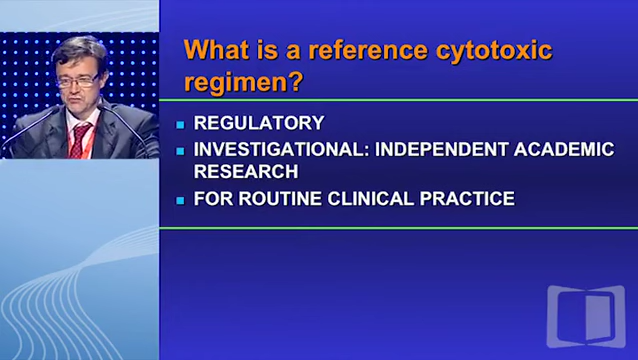 What is a reference cytotoxic
regimen?
REGULATORY
INVESTIGATIONAL: INDEPENDENT ACADEMIC
RESEARCH
FOR ROUTINE CLINICAL PRACTICE